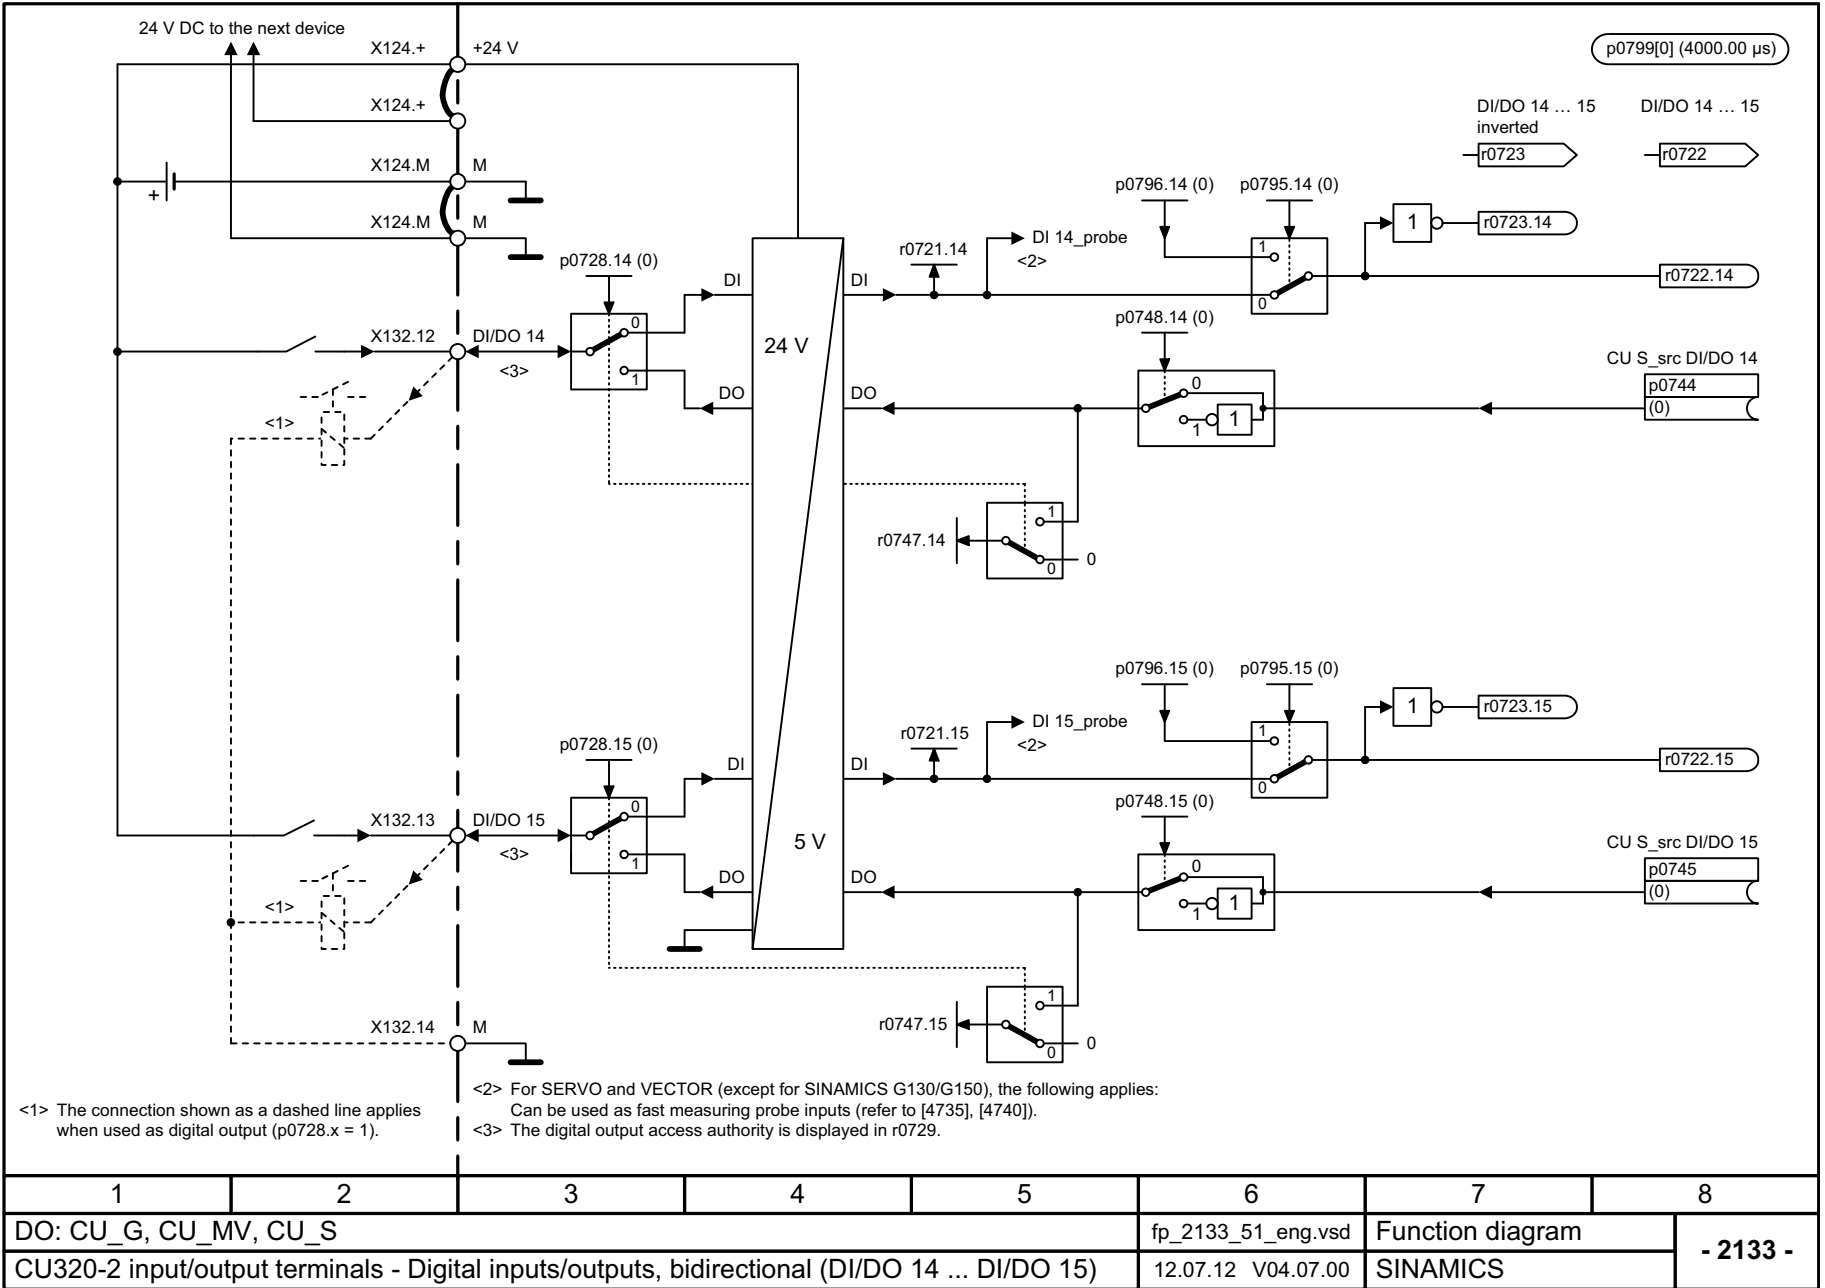 24 V DC to the next device
X124.+
+24 V
p0799[0] (4000.00 µs)
X124.+
DI/DO 14 … 15
inverted
DI/DO 14 … 15
r0723
r0722
X124.M
M
+
p0796.14 (0)
p0795.14 (0)
X124.M
M
1
r0723.14
DI 14_probe
<2>
r0721.14
1
0
r0722.14
p0728.14 (0)
DI
DI
p0748.14 (0)
X132.12
DI/DO 14
<3>
0
1
24 V
CU S_src DI/DO 14
p0744
(0)
DO
DO
0
1
1
<1>
r0747.14
1
0
0
p0796.15 (0)
p0795.15 (0)
1
r0723.15
DI 15_probe
<2>
r0721.15
1
0
r0722.15
p0728.15 (0)
DI
DI
p0748.15 (0)
X132.13
DI/DO 15
<3>
0
1
5 V
CU S_src DI/DO 15
p0745
(0)
DO
DO
0
1
1
<1>
r0747.15
1
0
0
X132.14
M
<1> The connection shown as a dashed line applies
when used as digital output (p0728.x = 1).
<2> For SERVO and VECTOR (except for SINAMICS G130/G150), the following applies:
Can be used as fast measuring probe inputs (refer to [4735], [4740]).
<3> The digital output access authority is displayed in r0729.
1 2 3 4 5 6 7 8
DO: CU_G, CU_MV, CU_S
fp_2133_51_eng.vsd
Function diagram
- 2133 -
CU320-2 input/output terminals - Digital inputs/outputs, bidirectional (DI/DO 14 ... DI/DO 15)
12.07.12 V04.07.00
SINAMICS